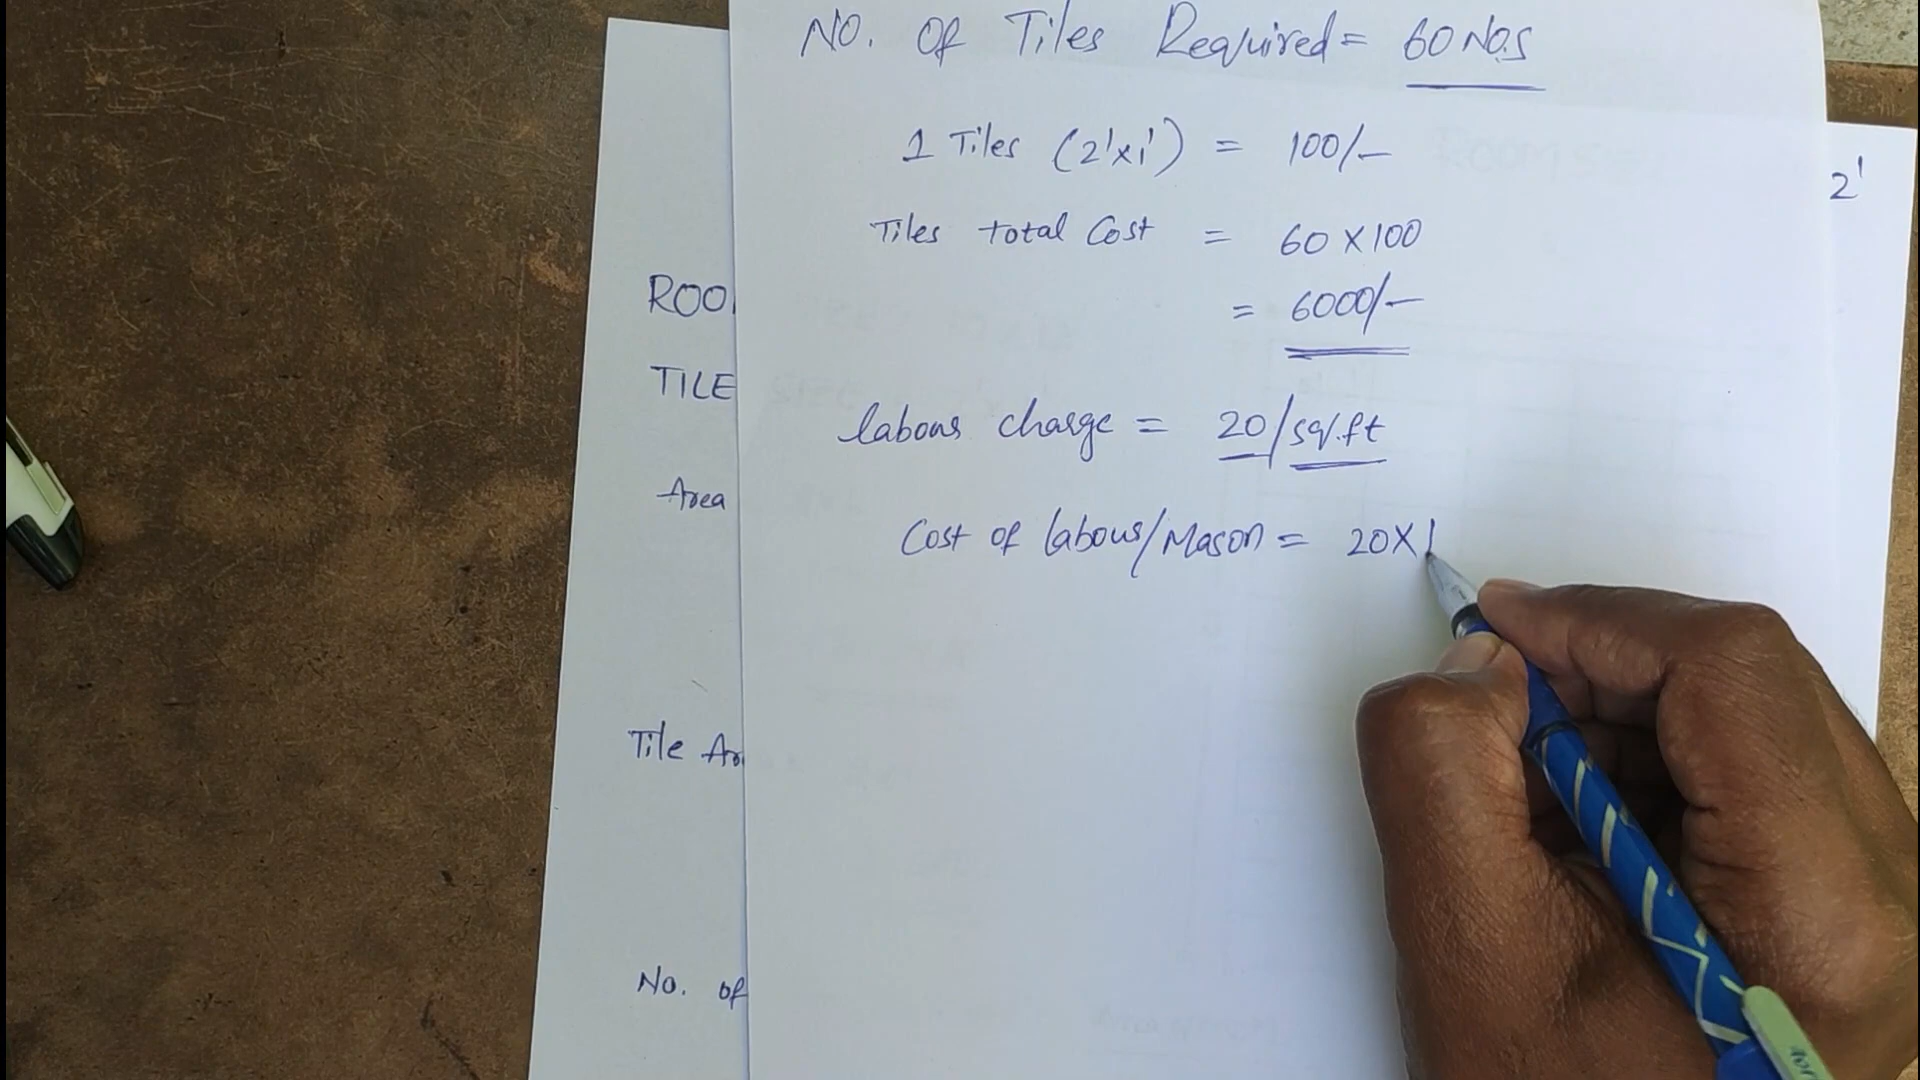 No. Of Tiles Required = 60 Nos
1 Tiles (2'x1') = 100/-
2'
Tiles total Cost = 60 X 100
= 6000/-
ROO
TILE
labour charge = 20/sq.ft
Area
Cost of labour/Mason = 20X1
Tile Ar
No. of